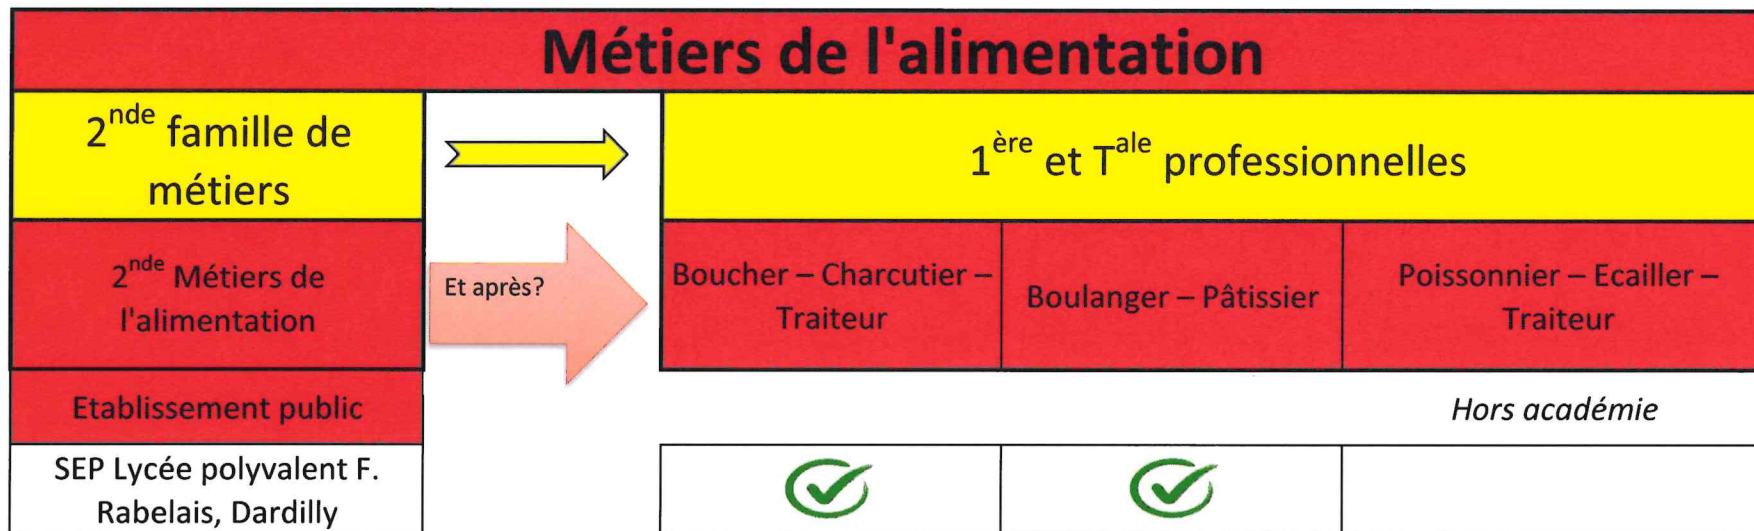 Métiers de l'alimentation
2nde famille de
métiers
1ère et Tale professionnelles
2nde Métiers de
l'alimentation
Et après?
Boucher – Charcutier –
Traiteur
Boulanger – Pâtissier
Poissonnier – Ecailler –
Traiteur
Etablissement public
Hors académie
SEP Lycée polyvalent F.
Rabelais, Dardilly